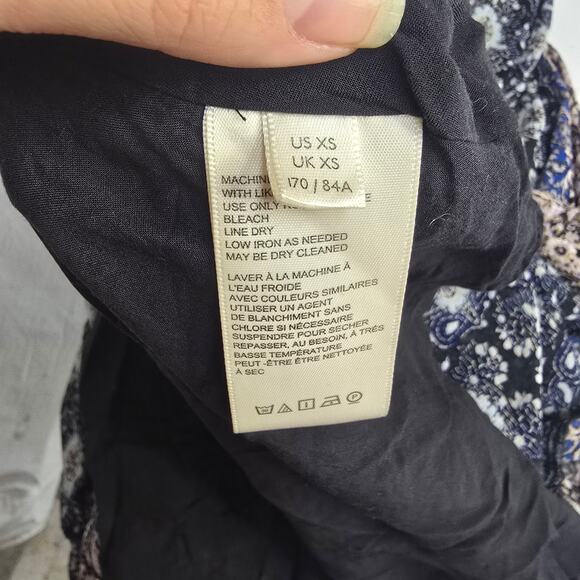 US XS
UK XS
170 / 84A
WITH
USE ONLY
BLEACH
LINE DRY
LOW IRON AS NEEDED
MAY BE DRY CLEANED
LAVER À LA MACHINE À
L'EAU FROIDE
AVEC COULEURS SIMILAIRES
UTILISER UN AGENT
DE BLANCHIMENT SANS
CHLORE SI NÉCESSAIRE
SUSPENDRE POUR SECHER
REPASSER, AU BESOIN, À TRÈS
BASSE TEMPÉRATURE
PEUT -ÊTRE ÊTRE NETTOYÉE
À SEC